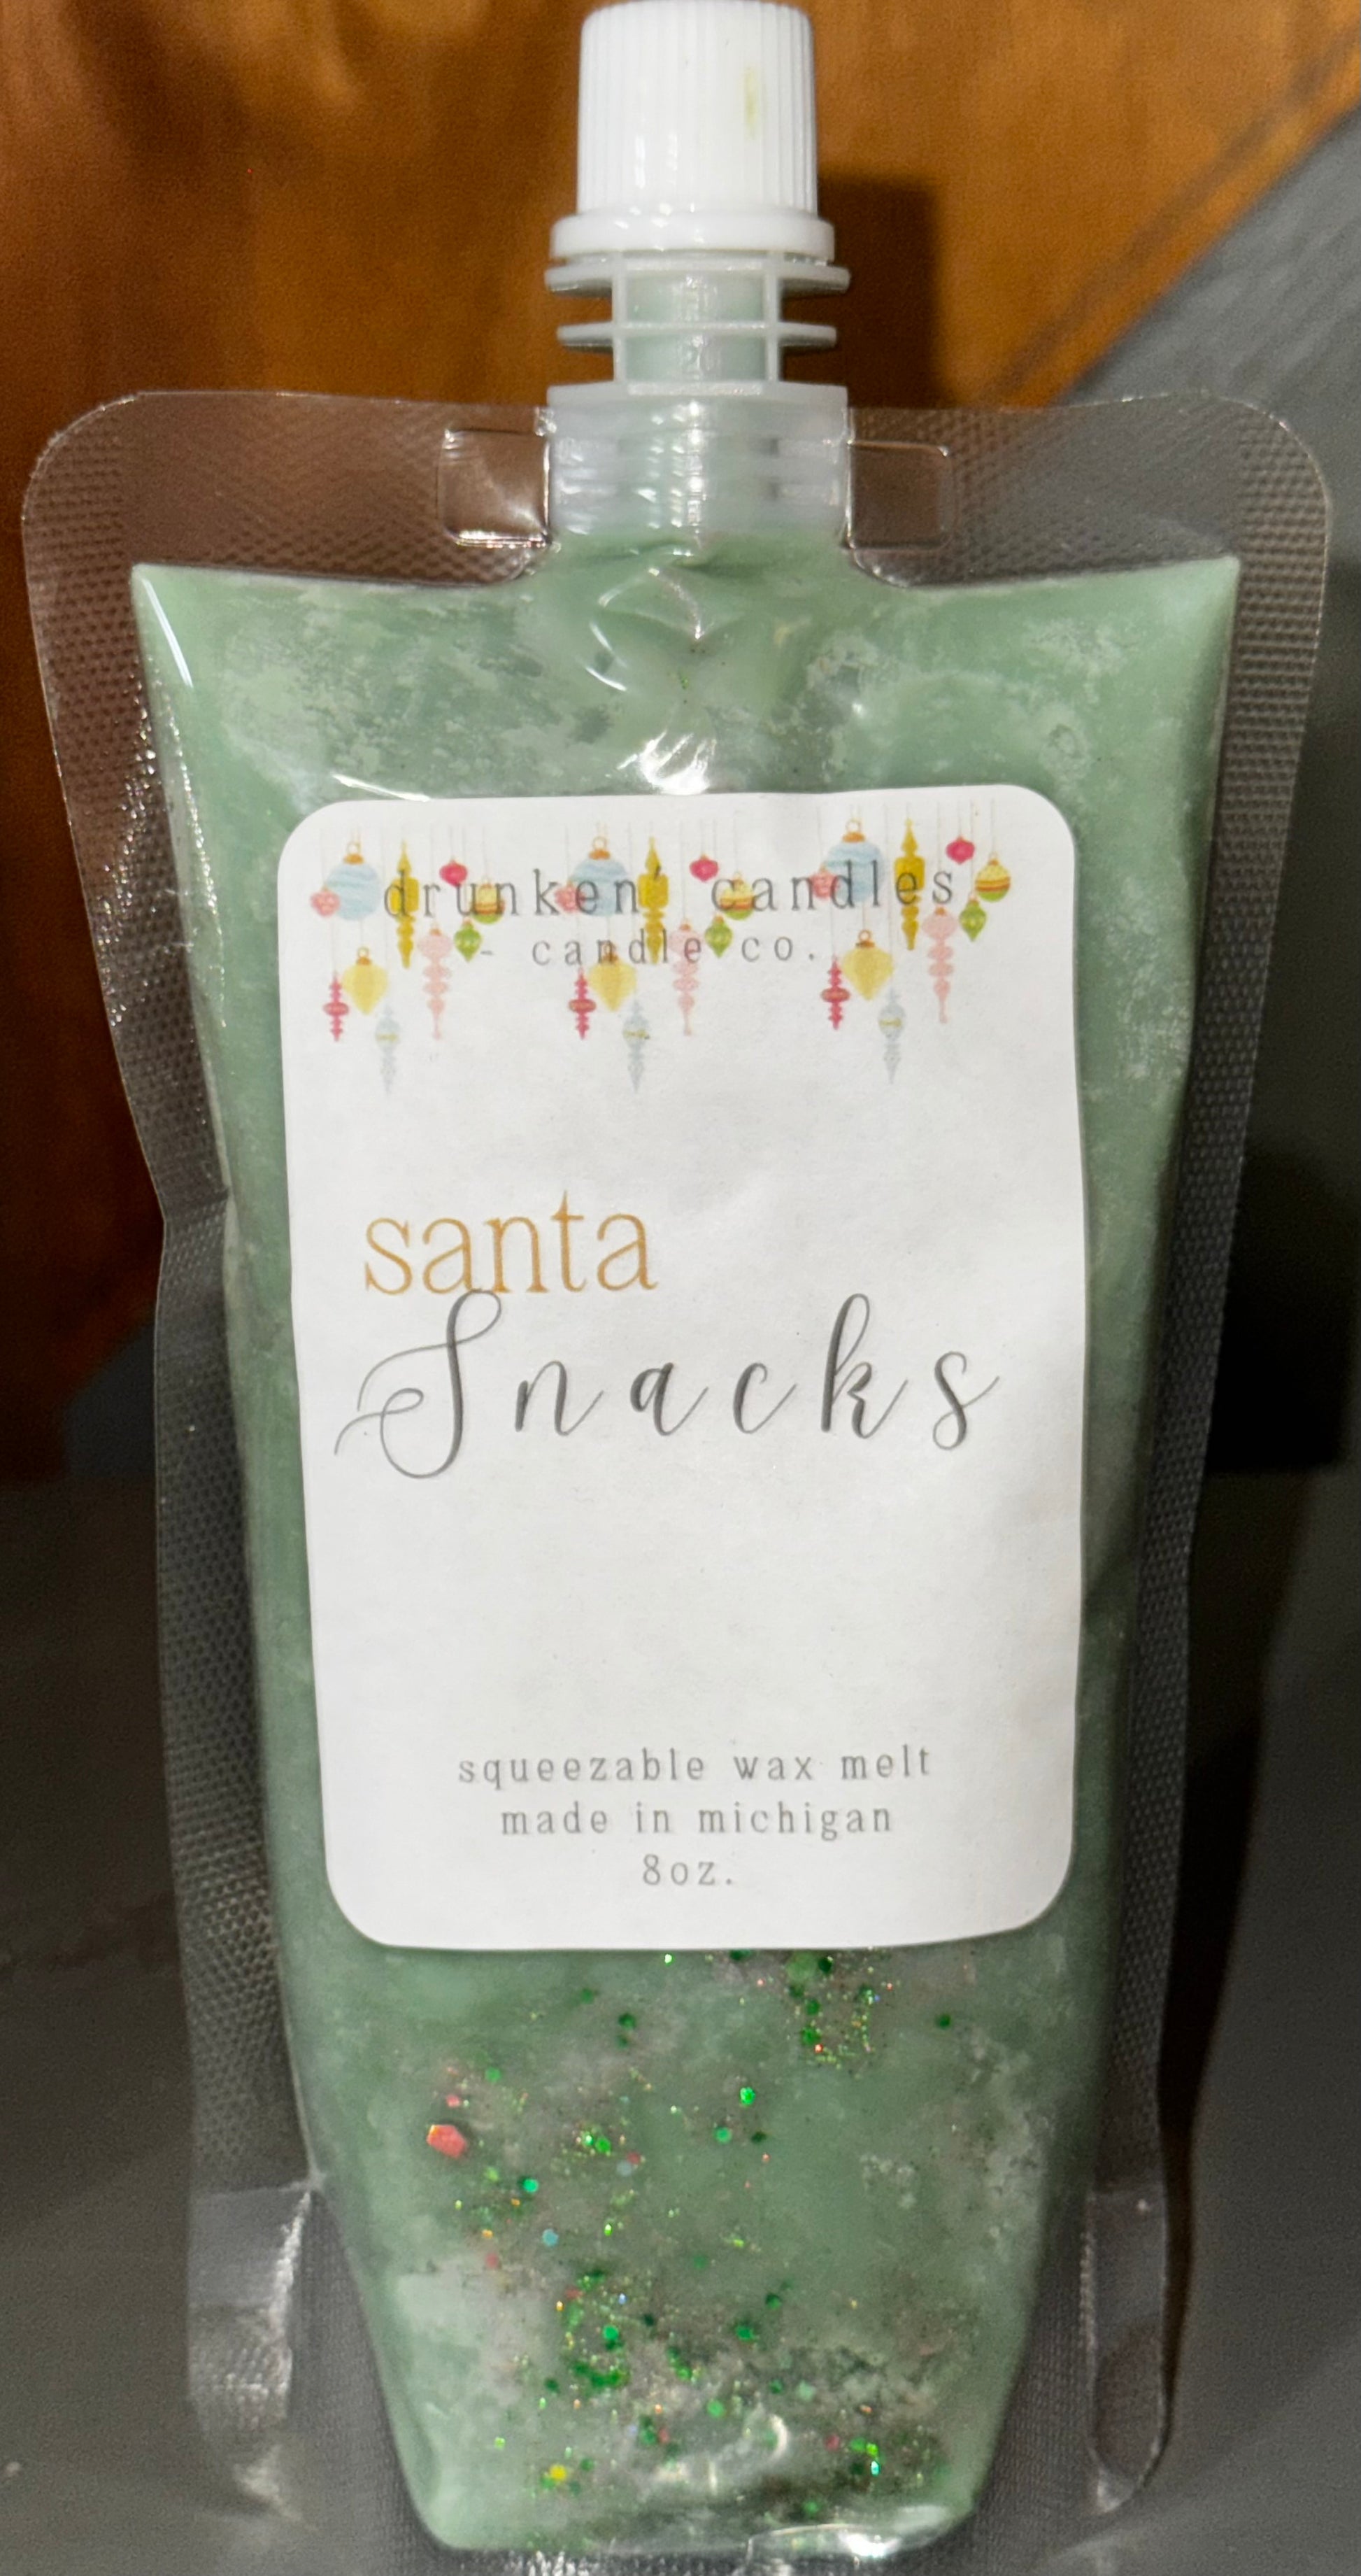 drunken' candles
- candle co.
santa
Snacks
squeezable wax melt
made in michigan
8oz.